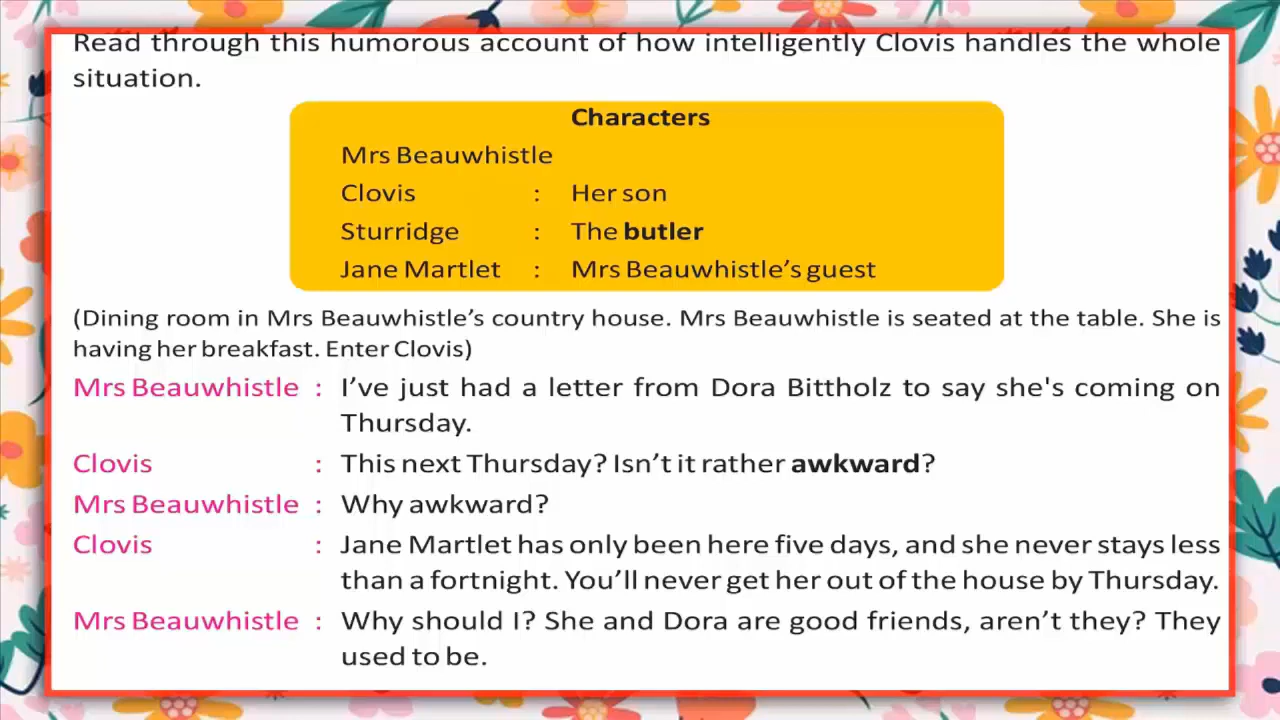 Read through this humorous account of how intelligently Clovis handles the whole
situation.
Characters
Mrs Beauwhistle
Clovis : Her son
Sturridge : The butler
Jane Martlet : Mrs Beauwhistle’s guest
(Dining room in Mrs Beauwhistle’s country house. Mrs Beauwhistle is seated at the table. She is
having her breakfast. Enter Clovis)
Mrs Beauwhistle : I’ve just had a letter from Dora Bittholz to say she's coming on
Thursday.
Clovis : This next Thursday? Isn’t it rather awkward?
Mrs Beauwhistle : Why awkward?
Clovis : Jane Martlet has only been here five days, and she never stays less
than a fortnight. You’ll never get her out of the house by Thursday.
Mrs Beauwhistle : Why should I? She and Dora are good friends, aren’t they? They
used to be.